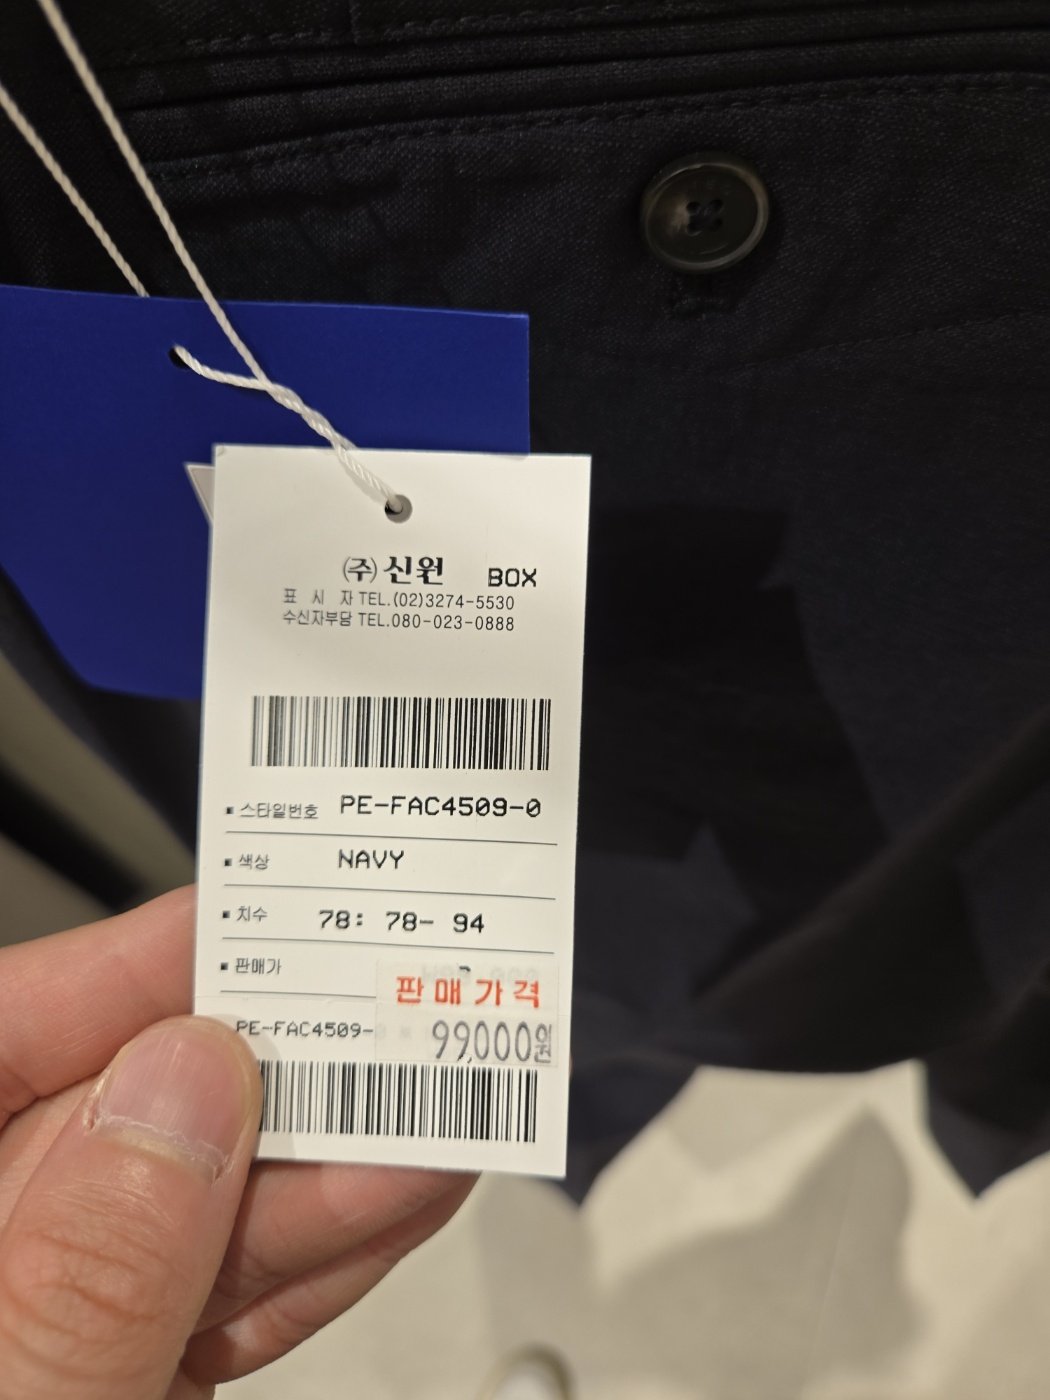 ㈜신원 BOX
표 시 자 TEL.(02)3274-5530
수신자부담 TEL.080-023-0888
▪ 스타일번호 PE-FAC4509-0
▪ 색상 NAVY
▪ 치수 78: 78- 94
▪ 판매가
판매가격
PE-FAC4509-
99,000원